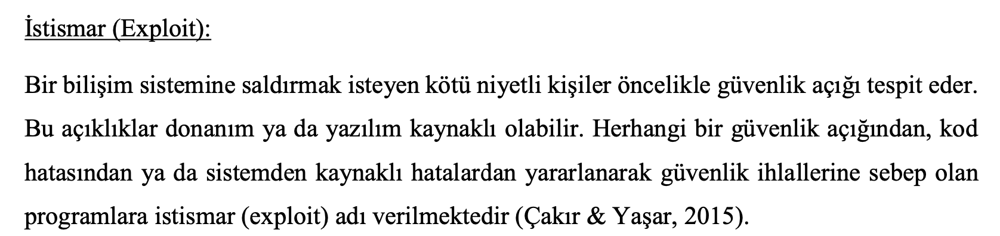 İstismar (Exploit):
Bir bilişim sistemine saldırmak isteyen kötü niyetli kişiler öncelikle güvenlik açığı tespit eder.
Bu açıklıklar donanım ya da yazılım kaynaklı olabilir. Herhangi bir güvenlik açığından, kod
hatasından ya da sistemden kaynaklı hatalardan yararlanarak güvenlik ihlallerine sebep olan
programlara istismar (exploit) adı verilmektedir (Çakır & Yaşar, 2015).